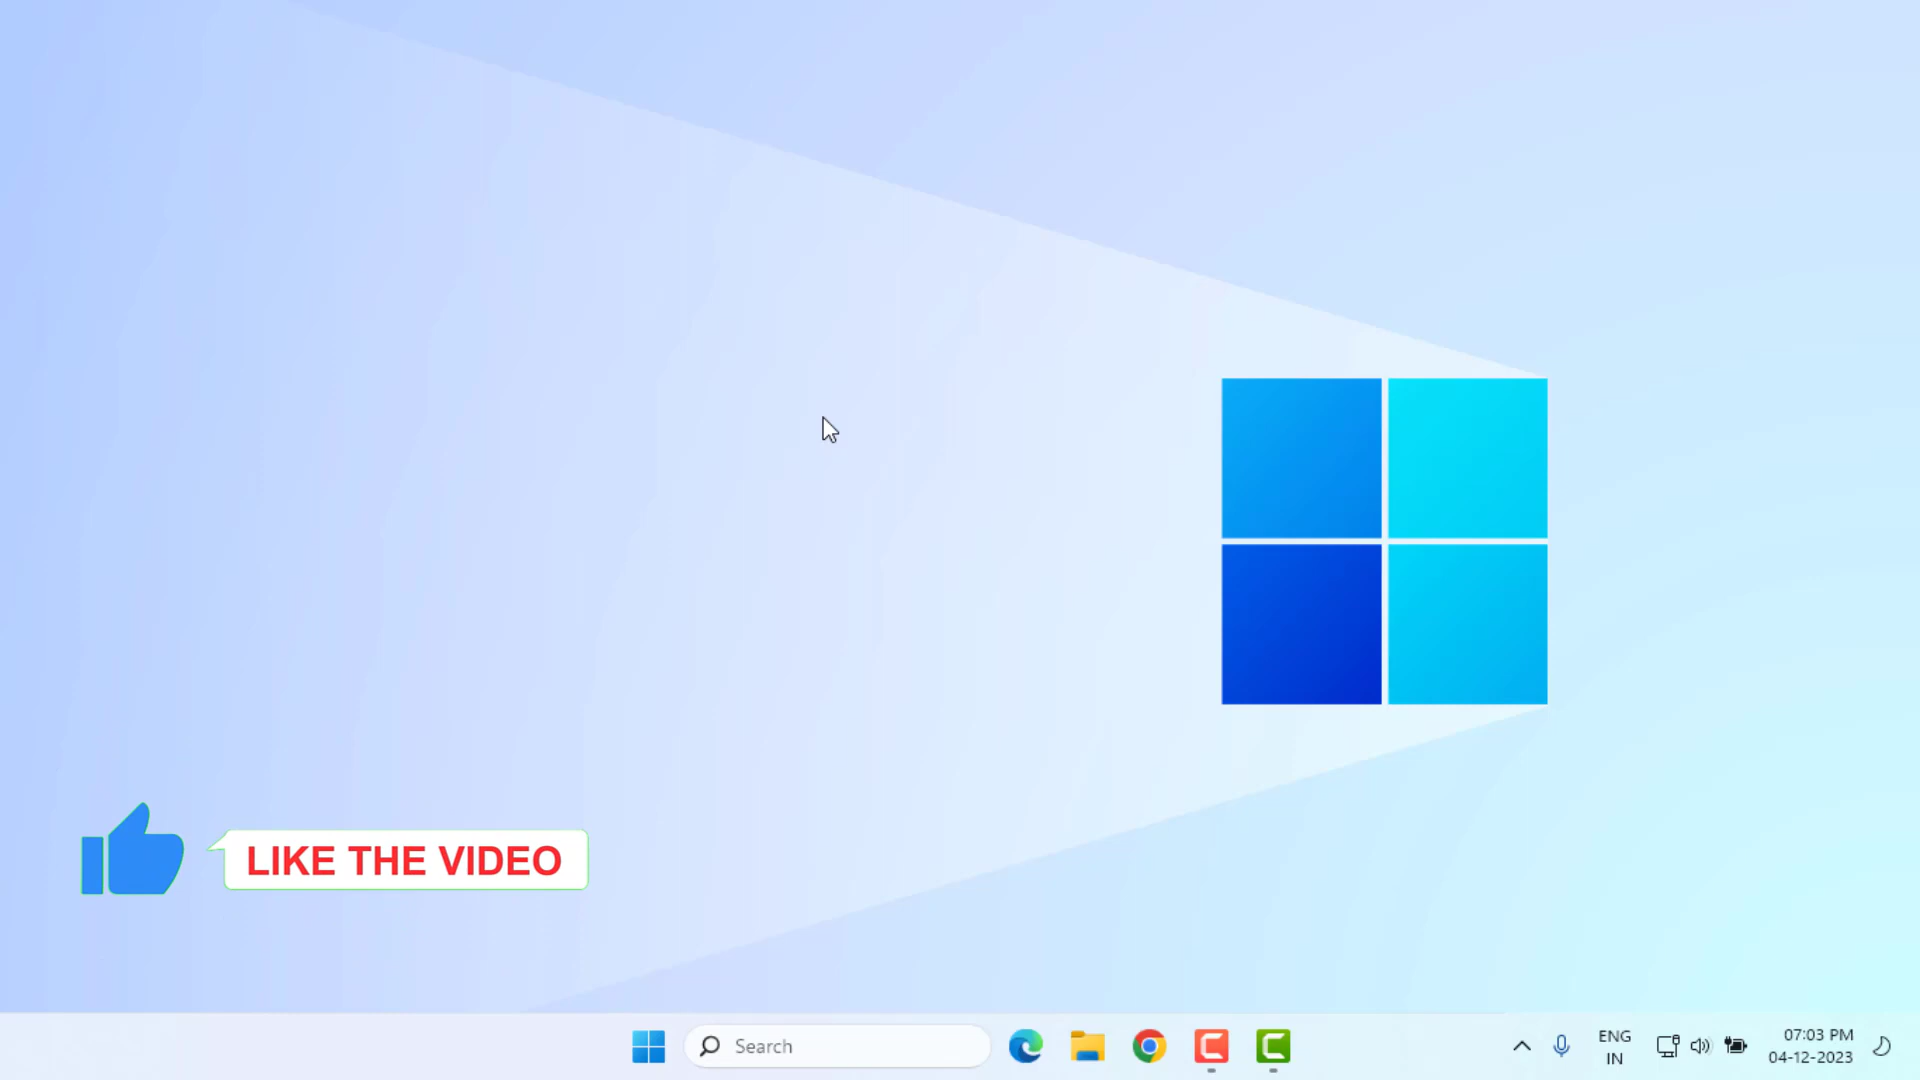 LIKE THE VIDEO
Search
ENG
IN
07:03 PM
04-12-2023